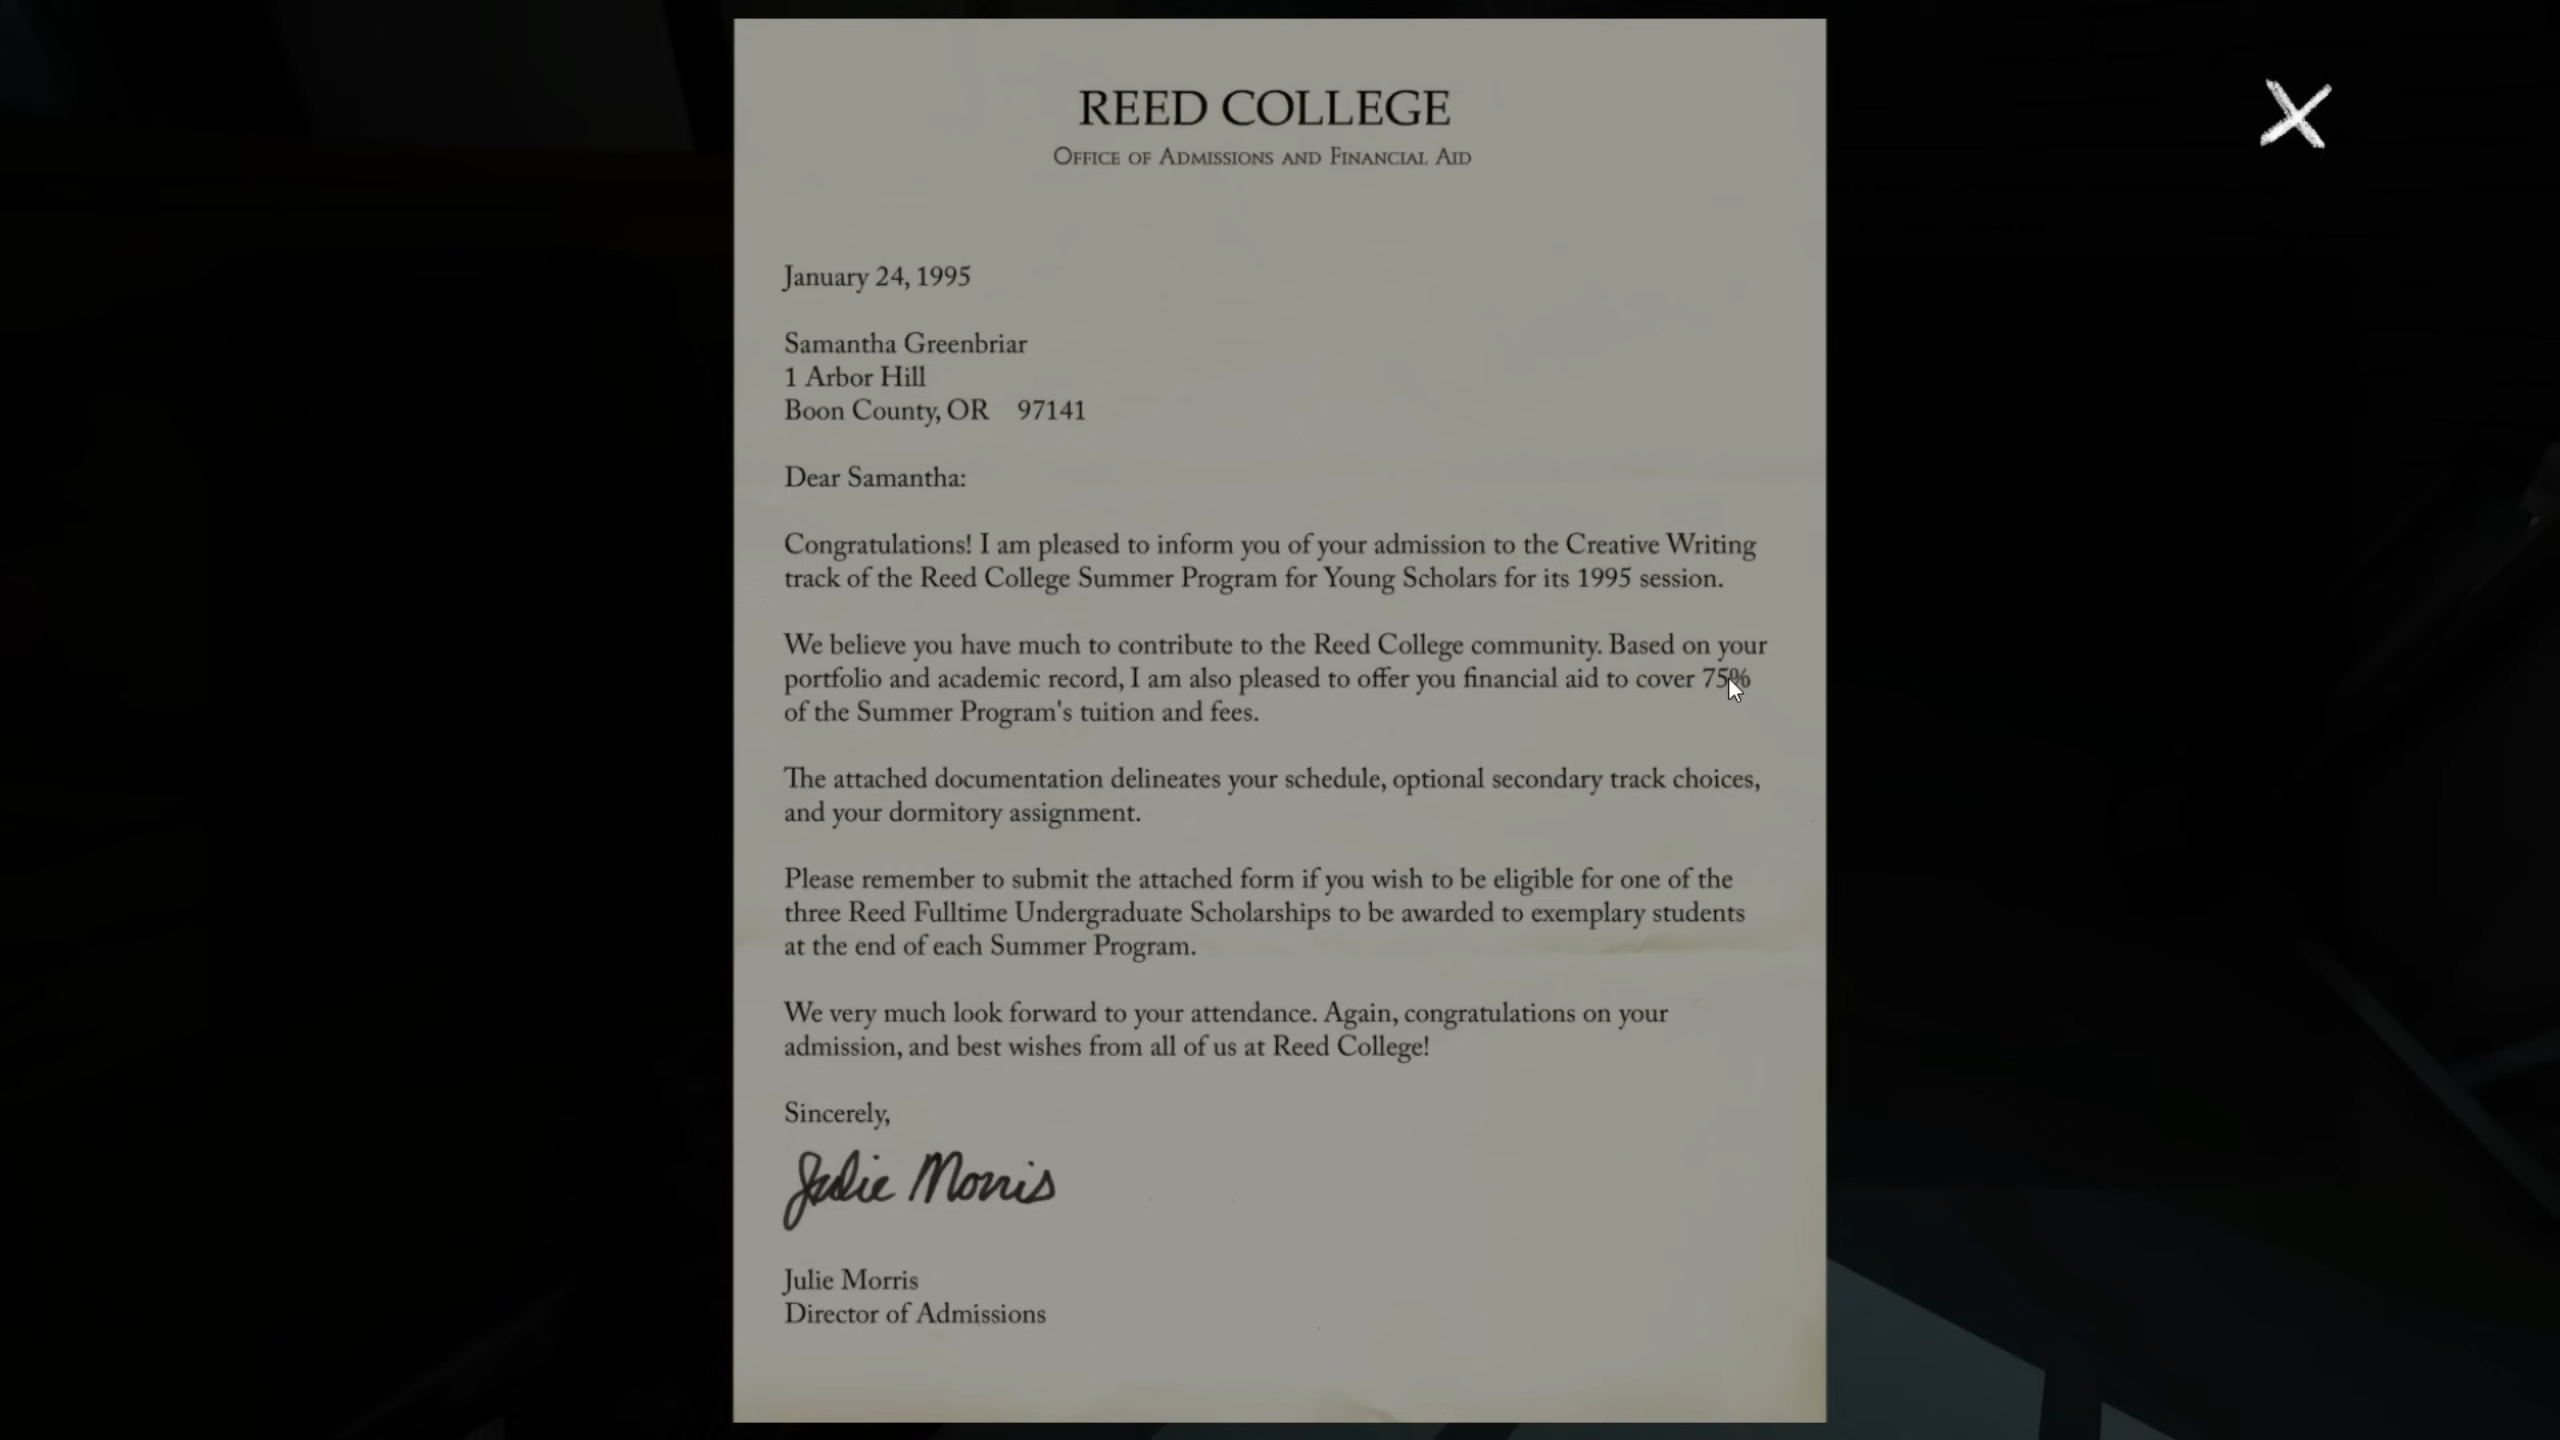 REED COLLEGE
OFFICE OF ADMISSIONS AND FINANCIAL AID
January 24, 1995
Samantha Greenbriar
1 Arbor Hill
Boon County, OR 97141
Dear Samantha:
Congratulations! I am pleased to inform you of your admission to the Creative Writing
track of the Reed College Summer Program for Young Scholars for its 1995 session.
We believe you have much to contribute to the Reed College community. Based on your
portfolio and academic record, I am also pleased to offer you financial aid to cover 75%
of the Summer Program's tuition and fees.
The attached documentation delineates your schedule, optional secondary track choices,
and your dormitory assignment.
Please remember to submit the attached form if you wish to be eligible for one of the
three Reed Fulltime Undergraduate Scholarships to be awarded to exemplary students
at the end of each Summer Program.
We very much look forward to your attendance. Again, congratulations on your
admission, and best wishes from all of us at Reed College!
Sincerely,
Julie Morris
Julie Morris
Director of Admissions